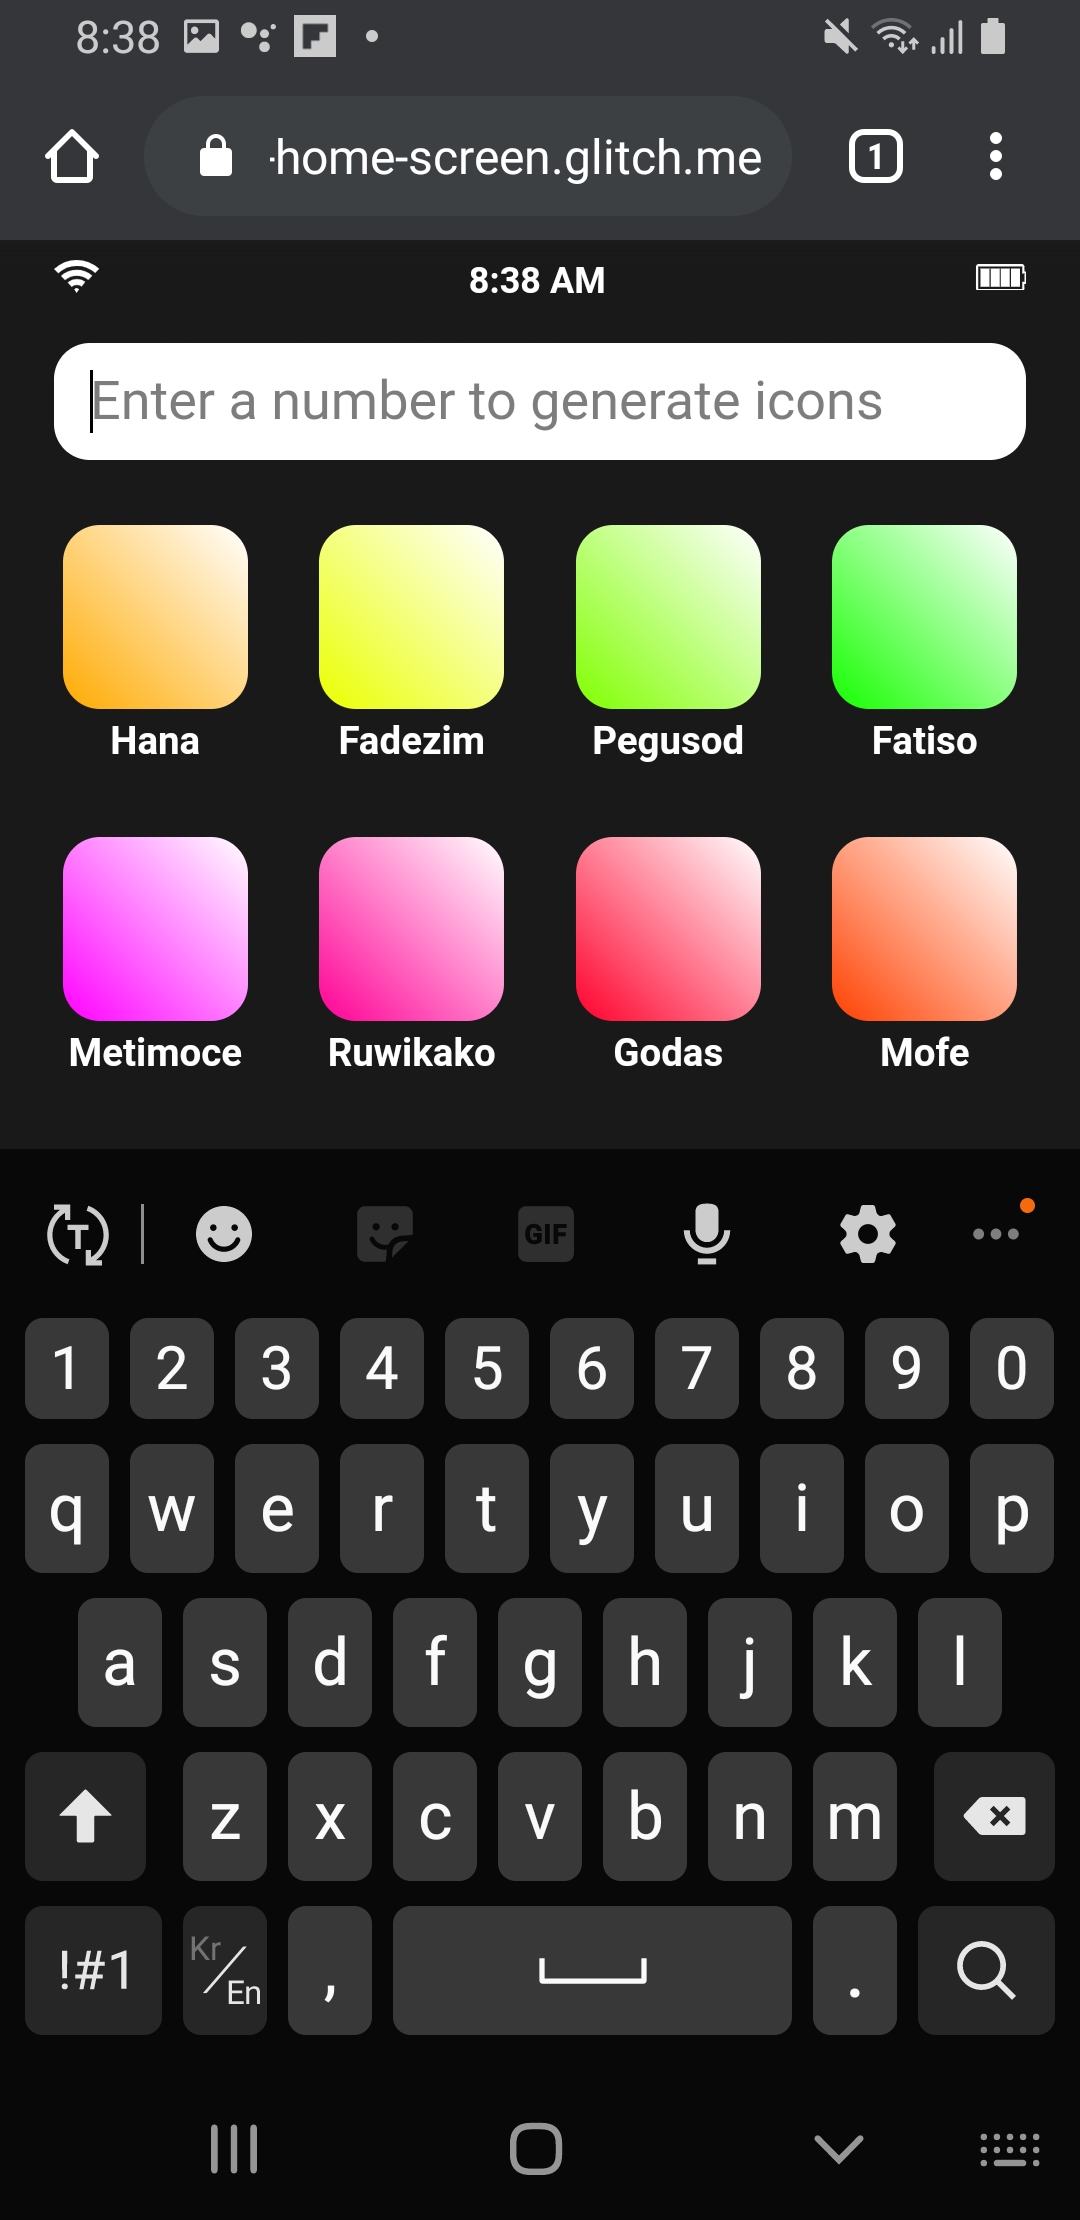 8:38
-home-screen.glitch.me
1
8:38 AM
Enter a number to generate icons
Hana Fadezim Pegusod Fatiso
Metimoce Ruwikako Godas Mofe
T GIF
1 2 3 4 5 6 7 8 9 0
q w e r t y u i o p
a s d f g h j k l
z x c v b n m
!#1 Kr/En , .